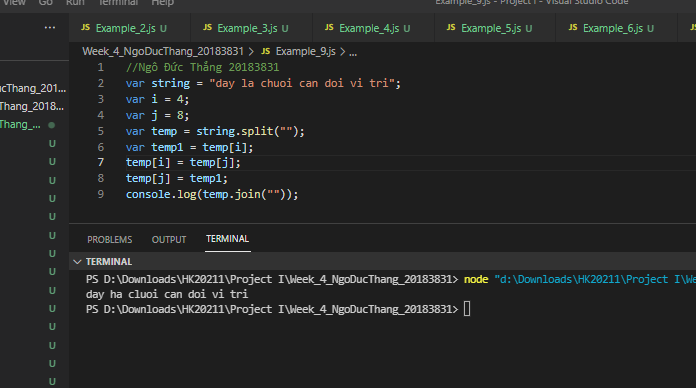 View Go Run Terminal Help
Example_9.js - Project I - Visual Studio Code
... JS Example_2.js U JS Example_3.js U JS Example_4.js U JS Example_5.js U JS Example_6.js U JS
Week_4_NgoDucThang_20183831 > JS Example_9.js > ...
1 //Ngô Đức Thắng 20183831
ucThang_201...
2 var string = "day la chuoi can doi vi tri";
Thang_2018...
3 var i = 4;
Thang_... ●
4 var j = 8;
U
5 var temp = string.split("");
U
6 var temp1 = temp[i];
U
7 temp[i] = temp[j];
U
8 temp[j] = temp1;
U
9 console.log(temp.join(""));
U
U
PROBLEMS OUTPUT TERMINAL
U
TERMINAL
U
PS D:\Downloads\HK20211\Project I\Week_4_NgoDucThang_20183831> node "d:\Downloads\HK20211\Project I\We
U
day ha cluoi can doi vi tri
U
PS D:\Downloads\HK20211\Project I\Week_4_NgoDucThang_20183831>
U
U
U